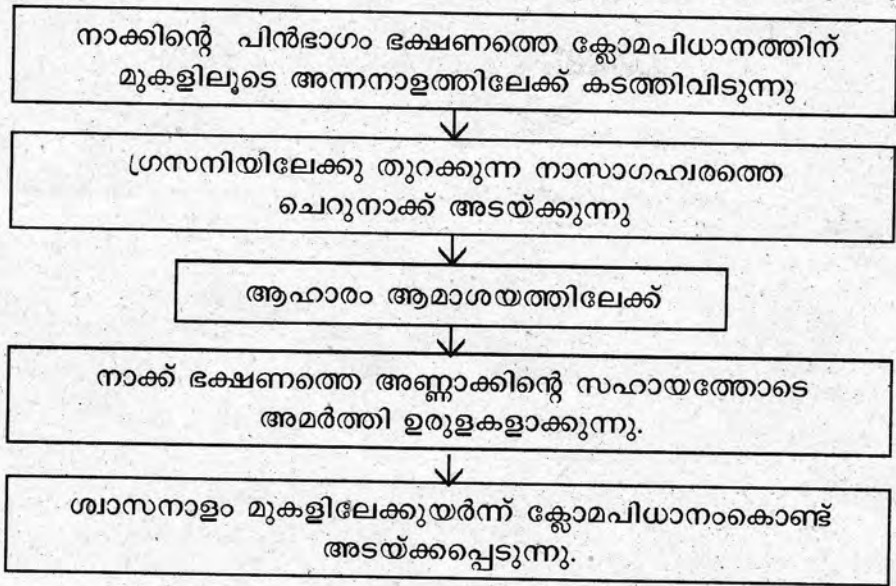 നാക്കിന്റെ പിൻഭാഗം ഭക്ഷണത്തെ ക്ലോമപിധാനത്തിന്
മുകളിലൂടെ അന്നനാളത്തിലേക്ക് കടത്തിവിടുന്നു
ഗ്രസനിയിലേക്കു തുറക്കുന്ന നാസാഗഹ്വരത്തെ
ചെറുനാക്ക് അടയ്ക്കുന്നു
ആഹാരം ആമാശയത്തിലേക്ക്
നാക്ക് ഭക്ഷണത്തെ അണ്ണാക്കിന്റെ സഹായത്തോടെ
അമർത്തി ഉരുളകളാക്കുന്നു.
ശ്വാസനാളം മുകളിലേക്കുയർന്ന് ക്ലോമപിധാനംകൊണ്ട്
അടയ്ക്കപ്പെടുന്നു.